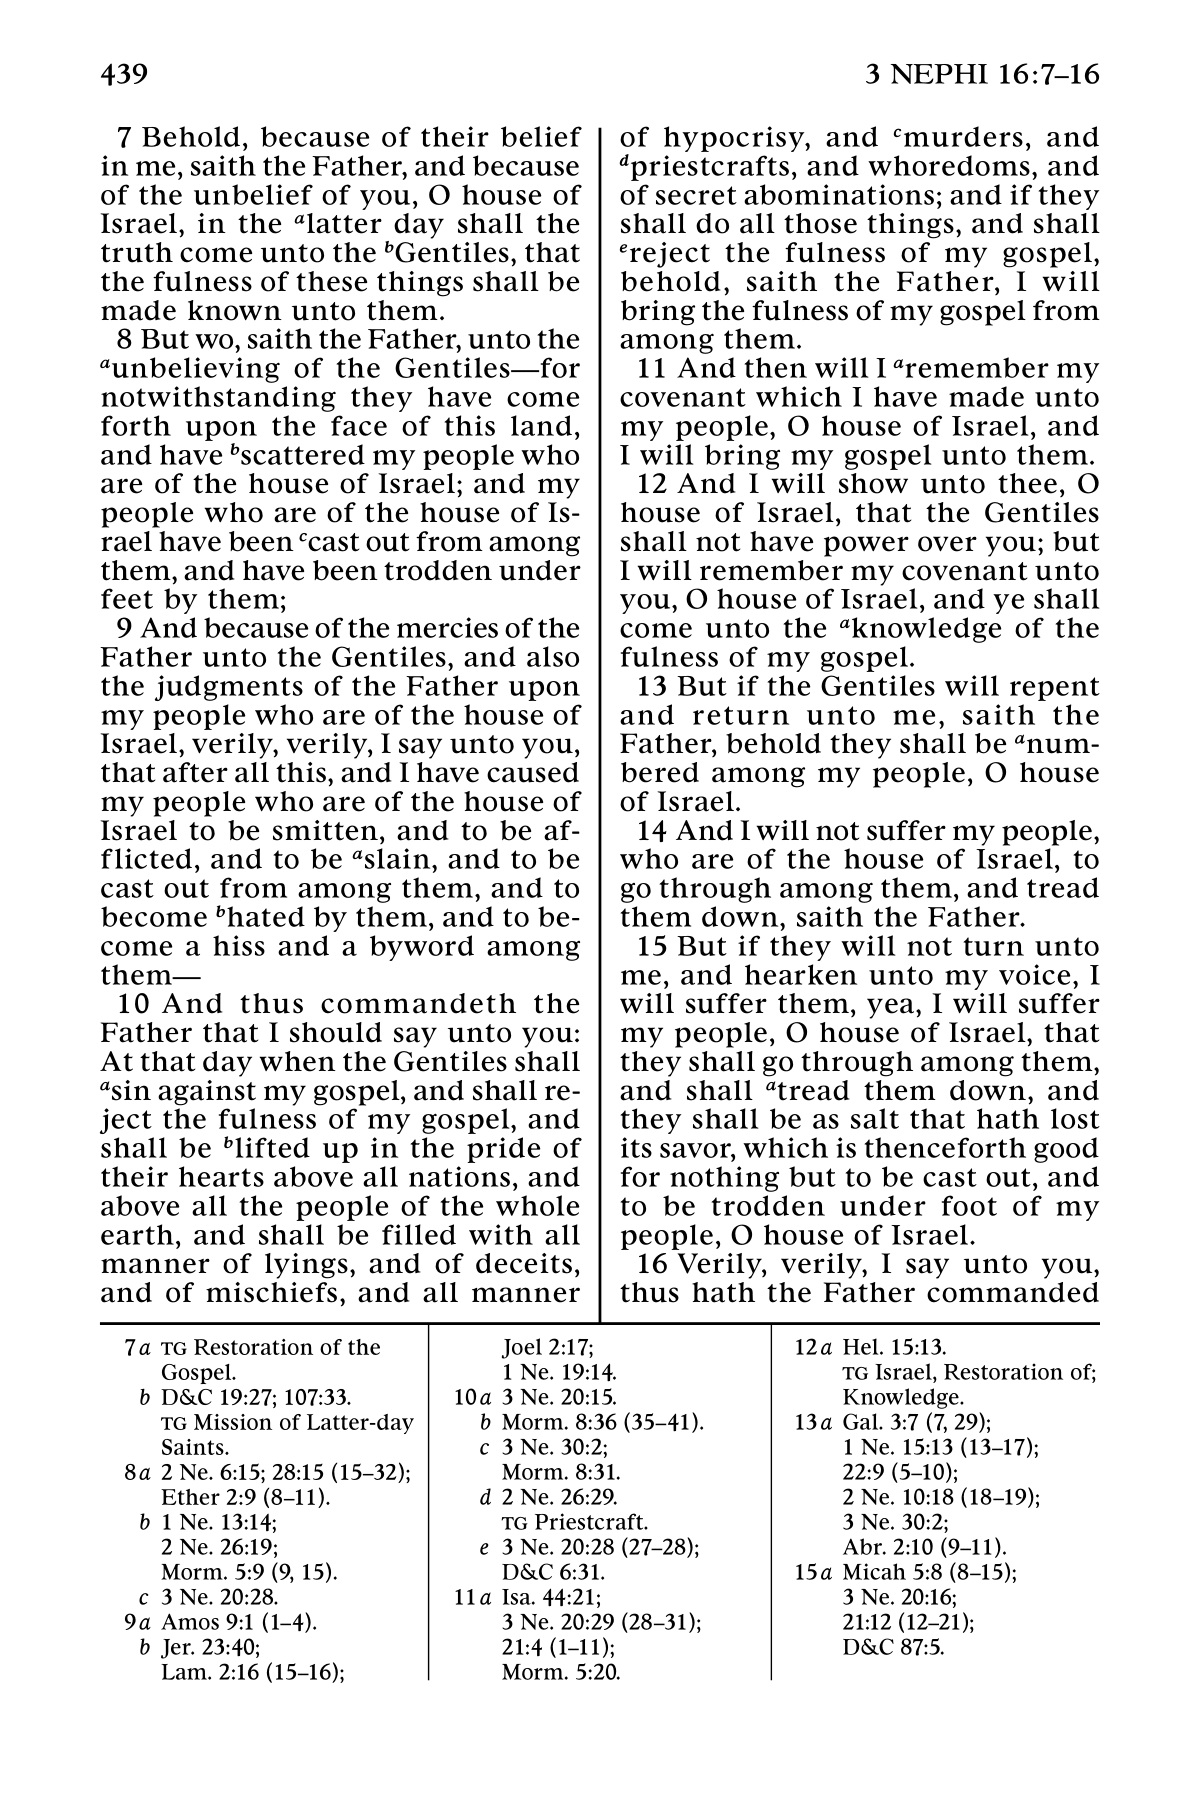 439
3 NEPHI 16:7–16
7 Behold, because of their belief
in me, saith the Father, and because
of the unbelief of you, O house of
Israel, in the alatter day shall the
truth come unto the bGentiles, that
the fulness of these things shall be
made known unto them.
8 But wo, saith the Father, unto the
aunbelieving of the Gentiles—for
notwithstanding they have come
forth upon the face of this land,
and have bscattered my people who
are of the house of Israel; and my
people who are of the house of Is-
rael have been ccast out from among
them, and have been trodden under
feet by them;
9 And because of the mercies of the
Father unto the Gentiles, and also
the judgments of the Father upon
my people who are of the house of
Israel, verily, verily, I say unto you,
that after all this, and I have caused
my people who are of the house of
Israel to be smitten, and to be af-
flicted, and to be aslain, and to be
cast out from among them, and to
become bhated by them, and to be-
come a hiss and a byword among
them—
10 And thus commandeth the
Father that I should say unto you:
At that day when the Gentiles shall
asin against my gospel, and shall re-
ject the fulness of my gospel, and
shall be blifted up in the pride of
their hearts above all nations, and
above all the people of the whole
earth, and shall be filled with all
manner of lyings, and of deceits,
and of mischiefs, and all manner
of hypocrisy, and cmurders, and
dpriestcrafts, and whoredoms, and
of secret abominations; and if they
shall do all those things, and shall
ereject the fulness of my gospel,
behold, saith the Father, I will
bring the fulness of my gospel from
among them.
11 And then will I aremember my
covenant which I have made unto
my people, O house of Israel, and
I will bring my gospel unto them.
12 And I will show unto thee, O
house of Israel, that the Gentiles
shall not have power over you; but
I will remember my covenant unto
you, O house of Israel, and ye shall
come unto the aknowledge of the
fulness of my gospel.
13 But if the Gentiles will repent
and return unto me, saith the
Father, behold they shall be anum-
bered among my people, O house
of Israel.
14 And I will not suffer my people,
who are of the house of Israel, to
go through among them, and tread
them down, saith the Father.
15 But if they will not turn unto
me, and hearken unto my voice, I
will suffer them, yea, I will suffer
my people, O house of Israel, that
they shall go through among them,
and shall atread them down, and
they shall be as salt that hath lost
its savor, which is thenceforth good
for nothing but to be cast out, and
to be trodden under foot of my
people, O house of Israel.
16 Verily, verily, I say unto you,
thus hath the Father commanded
7a TG Restoration of the
Gospel.
b D&C 19:27; 107:33.
TG Mission of Latter-day
Saints.
8a 2 Ne. 6:15; 28:15 (15–32);
Ether 2:9 (8–11).
b 1 Ne. 13:14;
2 Ne. 26:19;
Morm. 5:9 (9, 15).
c 3 Ne. 20:28.
9a Amos 9:1 (1–4).
b Jer. 23:40;
Lam. 2:16 (15–16);
Joel 2:17;
1 Ne. 19:14.
10a 3 Ne. 20:15.
b Morm. 8:36 (35–41).
c 3 Ne. 30:2;
Morm. 8:31.
d 2 Ne. 26:29.
TG Priestcraft.
e 3 Ne. 20:28 (27–28);
D&C 6:31.
11a Isa. 44:21;
3 Ne. 20:29 (28–31);
21:4 (1–11);
Morm. 5:20.
12a Hel. 15:13.
TG Israel, Restoration of;
Knowledge.
13a Gal. 3:7 (7, 29);
1 Ne. 15:13 (13–17);
22:9 (5–10);
2 Ne. 10:18 (18–19);
3 Ne. 30:2;
Abr. 2:10 (9–11).
15a Micah 5:8 (8–15);
3 Ne. 20:16;
21:12 (12–21);
D&C 87:5.